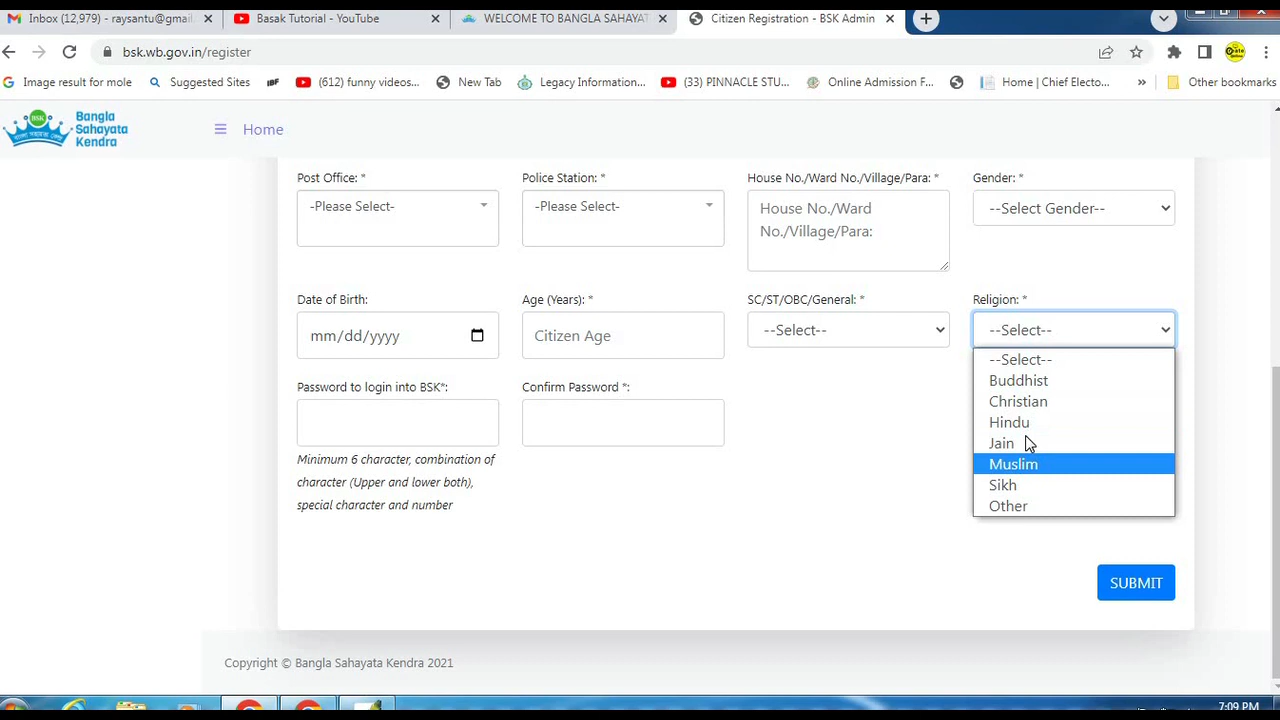 Inbox (12,979) - raysantu@gmail.
Basak Tutorial - YouTube
WELCOME TO BANGLA SAHAYAT
Citizen Registration - BSK Admin
bsk.wb.gov.in/register
Image result for mole
Suggested Sites
(612) funny videos...
New Tab
Legacy Information...
(33) PINNACLE STU...
Online Admission F...
Home | Chief Electo...
»
Other bookmarks
BSK
Bangla
Sahayata
Kendra
Home
Post Office: *
Police Station: *
House No./Ward No./Village/Para: *
Gender: *
-Please Select-
-Please Select-
House No./Ward
No./Village/Para:
--Select Gender--
Date of Birth:
Age (Years): *
SC/ST/OBC/General: *
Religion: *
mm/dd/yyyy
Citizen Age
--Select--
--Select--
--Select--
Buddhist
Christian
Hindu
Jain
Muslim
Sikh
Other
Password to login into BSK*:
Confirm Password *:
Minimum 6 character, combination of
character (Upper and lower both),
special character and number
SUBMIT
Copyright © Bangla Sahayata Kendra 2021
7:09 PM